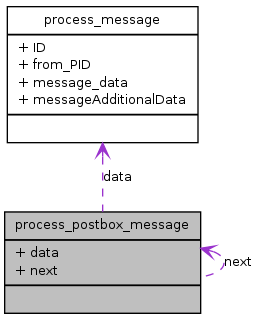 process_message
+ ID
+ from_PID
+ message_data
+ messageAdditionalData
data
process_postbox_message
+ data
+ next
next